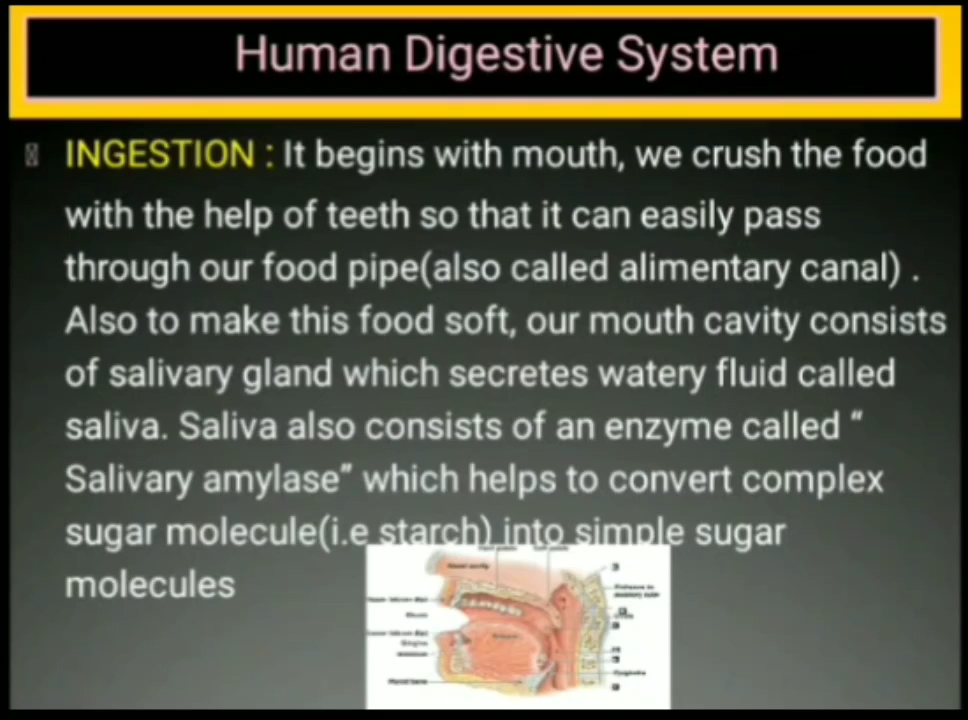 Human Digestive System
INGESTION : It begins with mouth, we crush the food
with the help of teeth so that it can easily pass
through our food pipe(also called alimentary canal) .
Also to make this food soft, our mouth cavity consists
of salivary gland which secretes watery fluid called
saliva. Saliva also consists of an enzyme called “
Salivary amylase” which helps to convert complex
sugar molecule(i.e starch) into simple sugar
molecules
Nasal cavity